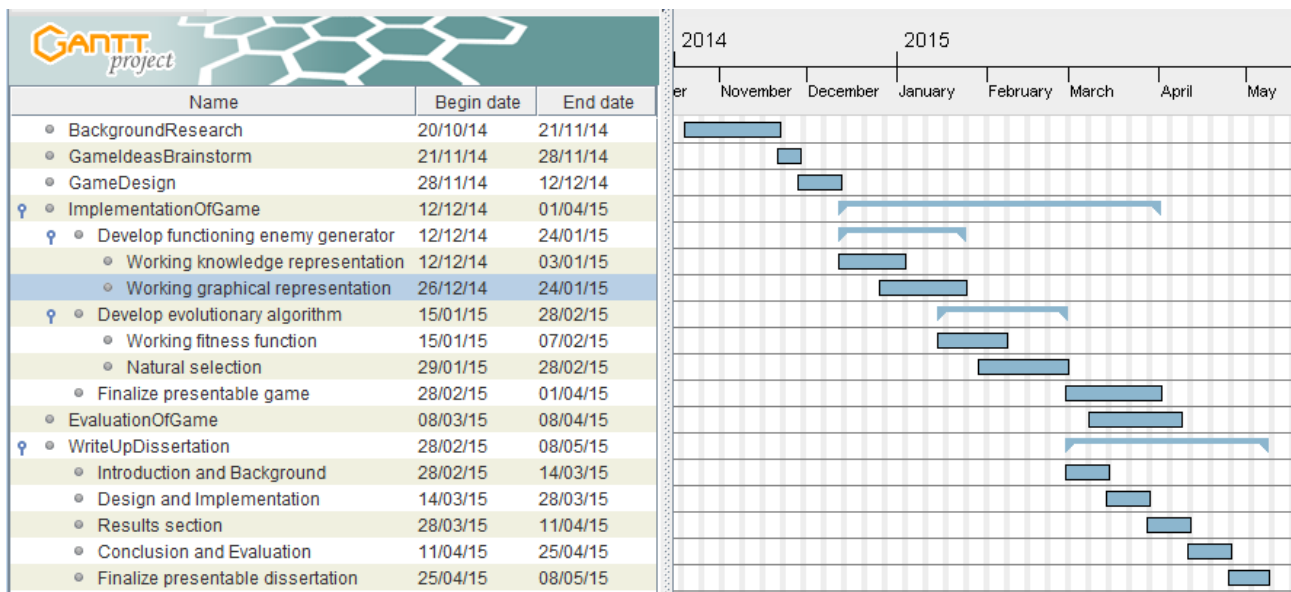 GANTT project
2014 2015
er November December January February March April May
Name Begin date End date
BackgroundResearch 20/10/14 21/11/14
GameIdeasBrainstorm 21/11/14 28/11/14
GameDesign 28/11/14 12/12/14
ImplementationOfGame 12/12/14 01/04/15
Develop functioning enemy generator 12/12/14 24/01/15
Working knowledge representation 12/12/14 03/01/15
Working graphical representation 26/12/14 24/01/15
Develop evolutionary algorithm 15/01/15 28/02/15
Working fitness function 15/01/15 07/02/15
Natural selection 29/01/15 28/02/15
Finalize presentable game 28/02/15 01/04/15
EvaluationOfGame 08/03/15 08/04/15
WriteUpDissertation 28/02/15 08/05/15
Introduction and Background 28/02/15 14/03/15
Design and Implementation 14/03/15 28/03/15
Results section 28/03/15 11/04/15
Conclusion and Evaluation 11/04/15 25/04/15
Finalize presentable dissertation 25/04/15 08/05/15